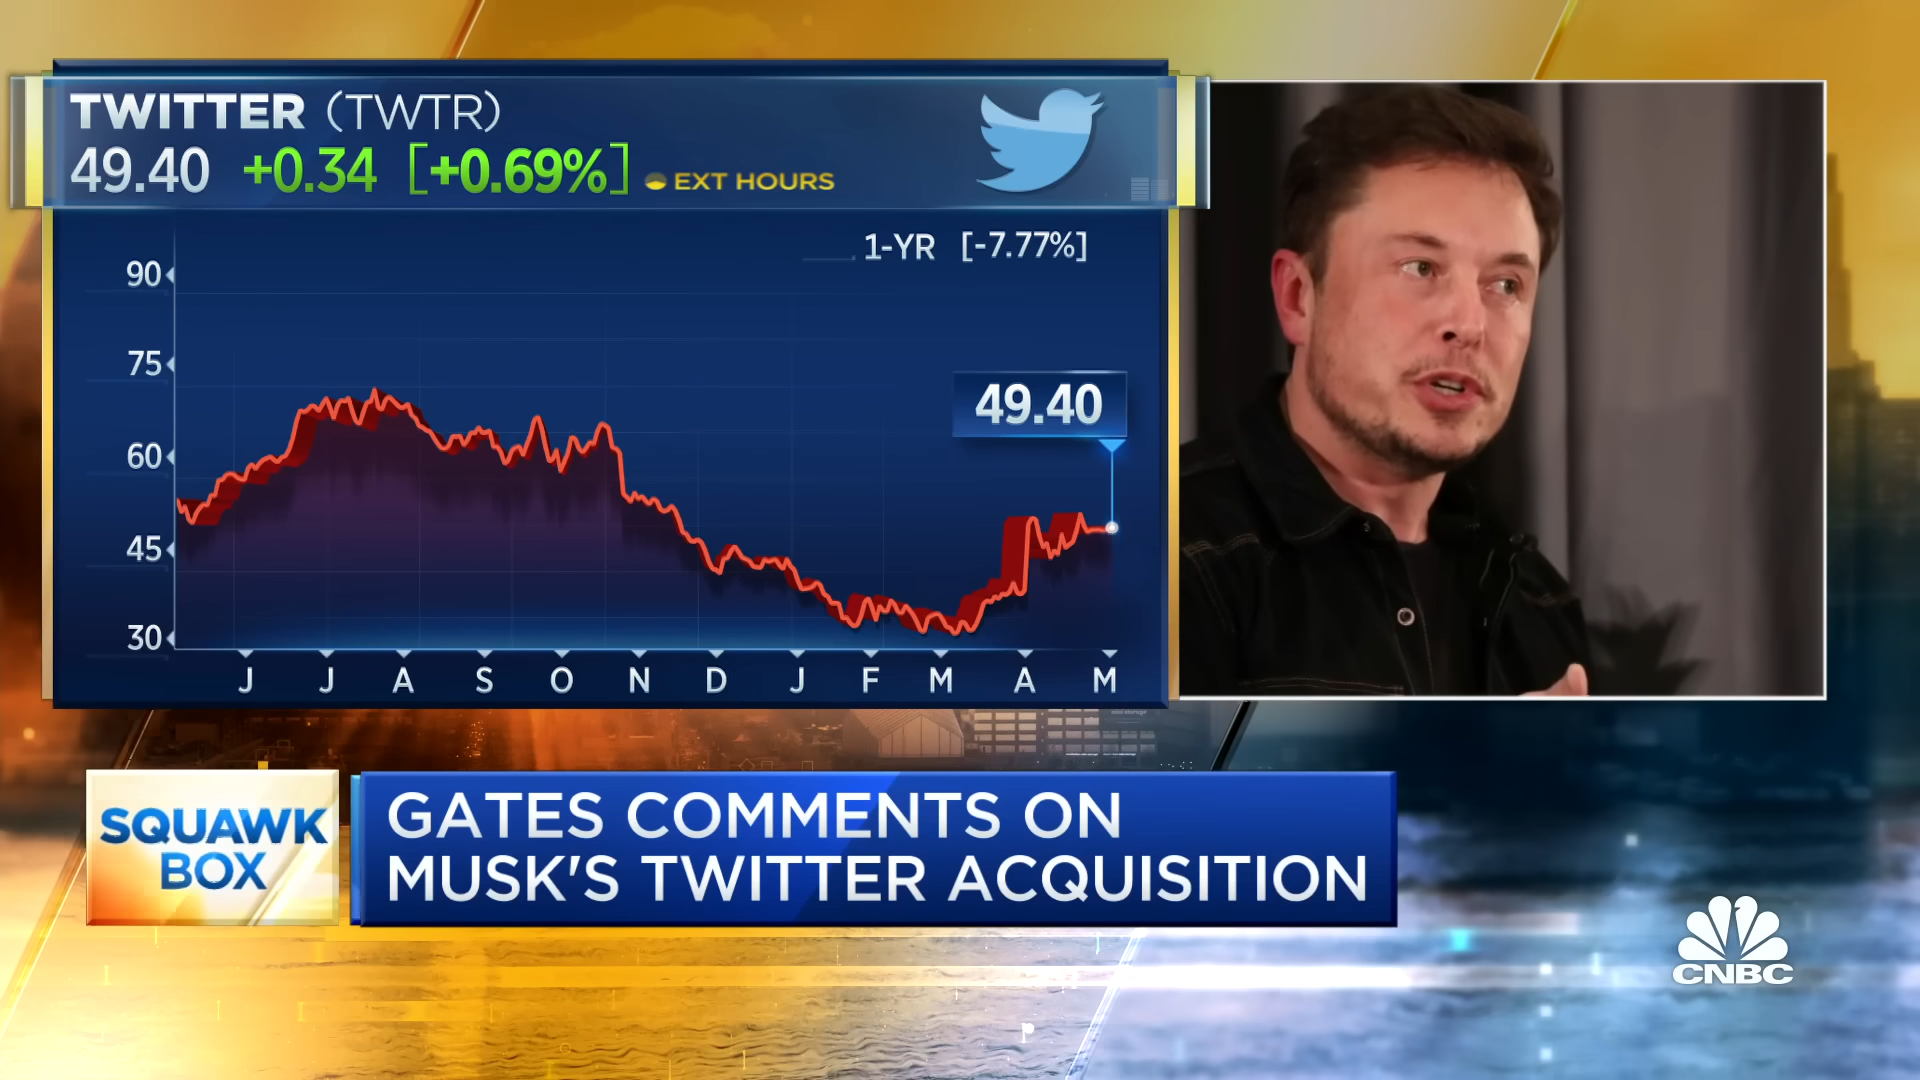 TWITTER (TWTR)
49.40 +0.34 [+0.69%] EXT HOURS
1-YR [-7.77%]
90
75
60
45
30
49.40
J J A S O N D J F M A M
SQUAWK
BOX
GATES COMMENTS ON
MUSK'S TWITTER ACQUISITION
CNBC